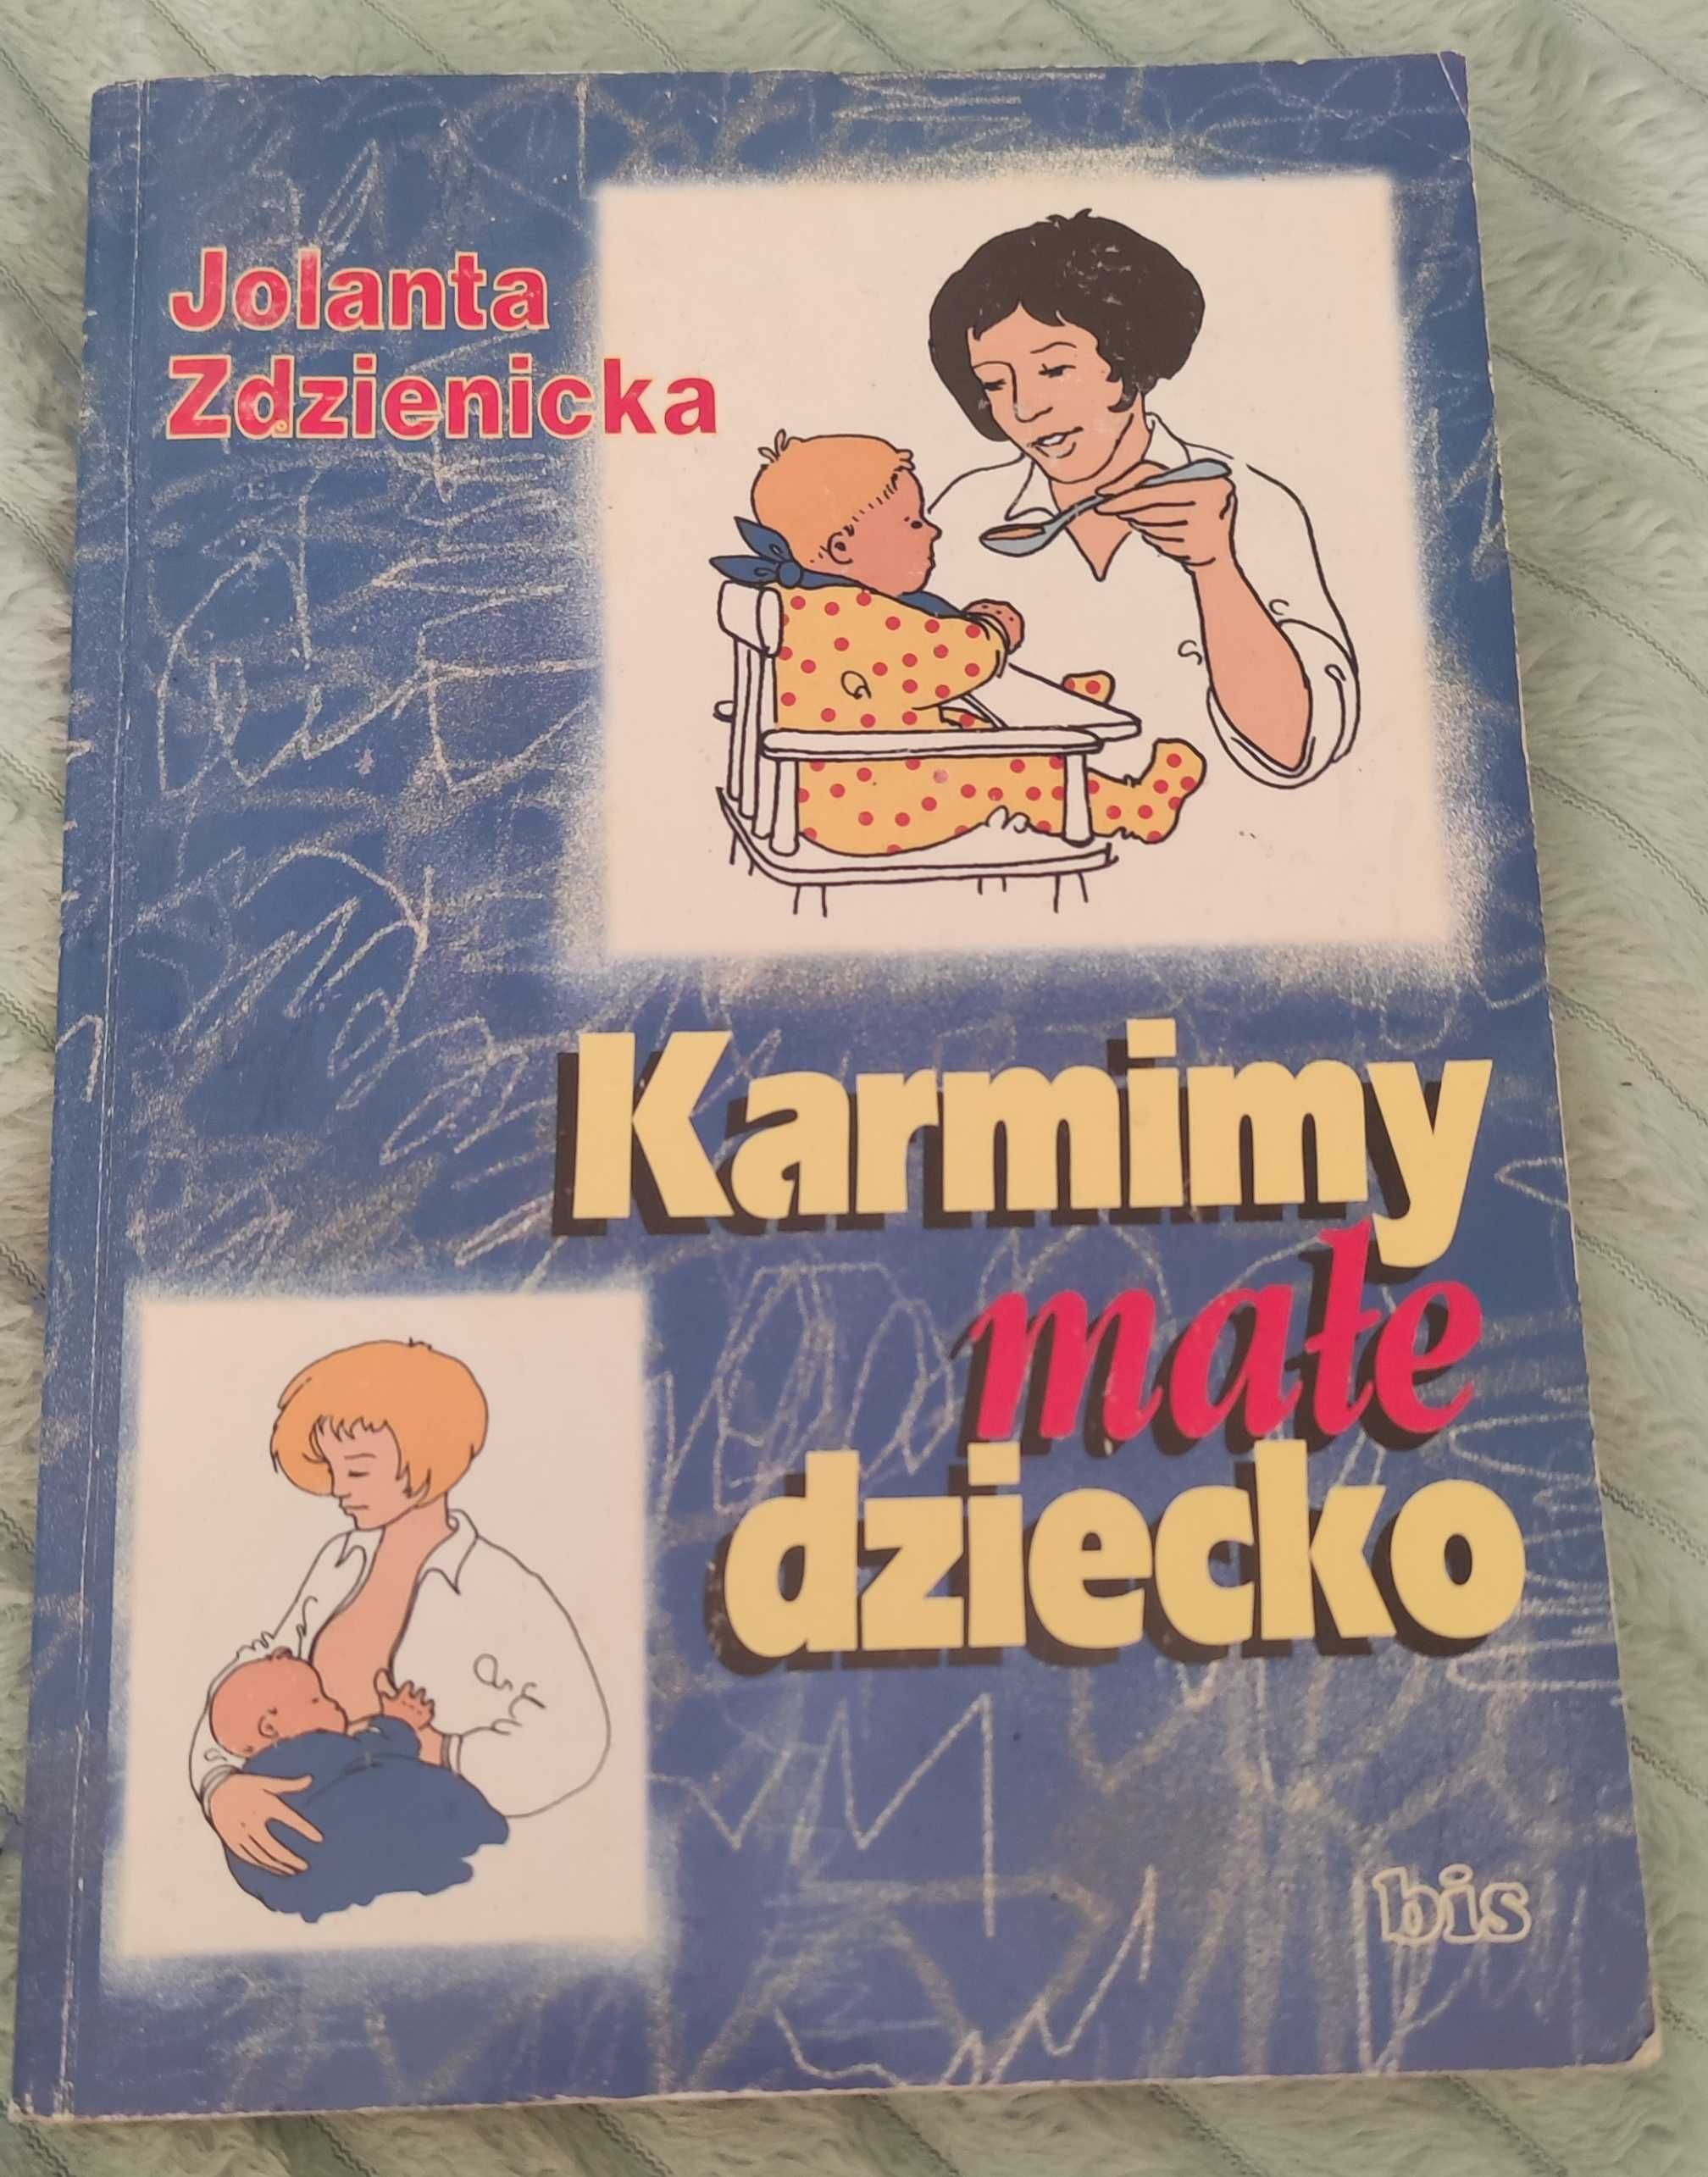 Jolanta
Zdzienicka
Karmimy
małe
dziecko
bis